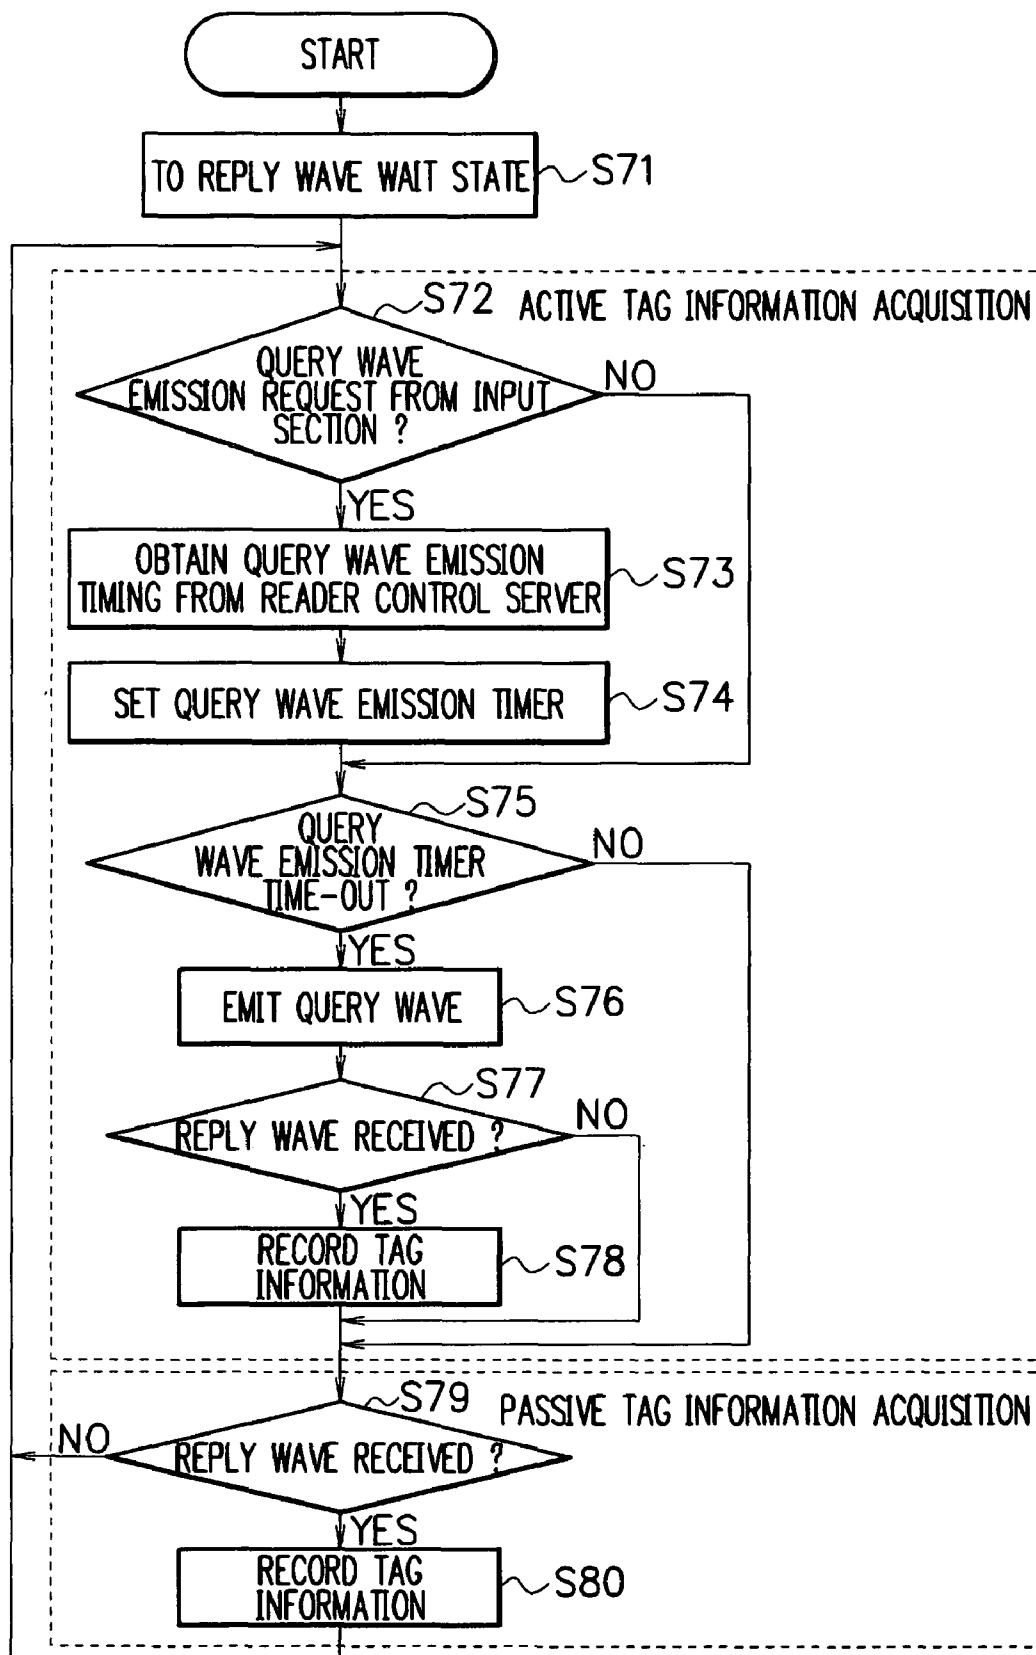 START
TO REPLY WAVE WAIT STATE
S71
S72
ACTIVE TAG INFORMATION ACQUISITION
QUERY WAVE
EMISSION REQUEST FROM INPUT
SECTION ?
NO
YES
OBTAIN QUERY WAVE EMISSION
TIMING FROM READER CONTROL SERVER
S73
SET QUERY WAVE EMISSION TIMER
S74
S75
QUERY
WAVE EMISSION TIMER
TIME-OUT ?
NO
YES
EMIT QUERY WAVE
S76
S77
REPLY WAVE RECEIVED ?
NO
YES
RECORD TAG
INFORMATION
S78
S79
PASSIVE TAG INFORMATION ACQUISITION
NO
REPLY WAVE RECEIVED ?
YES
RECORD TAG
INFORMATION
S80